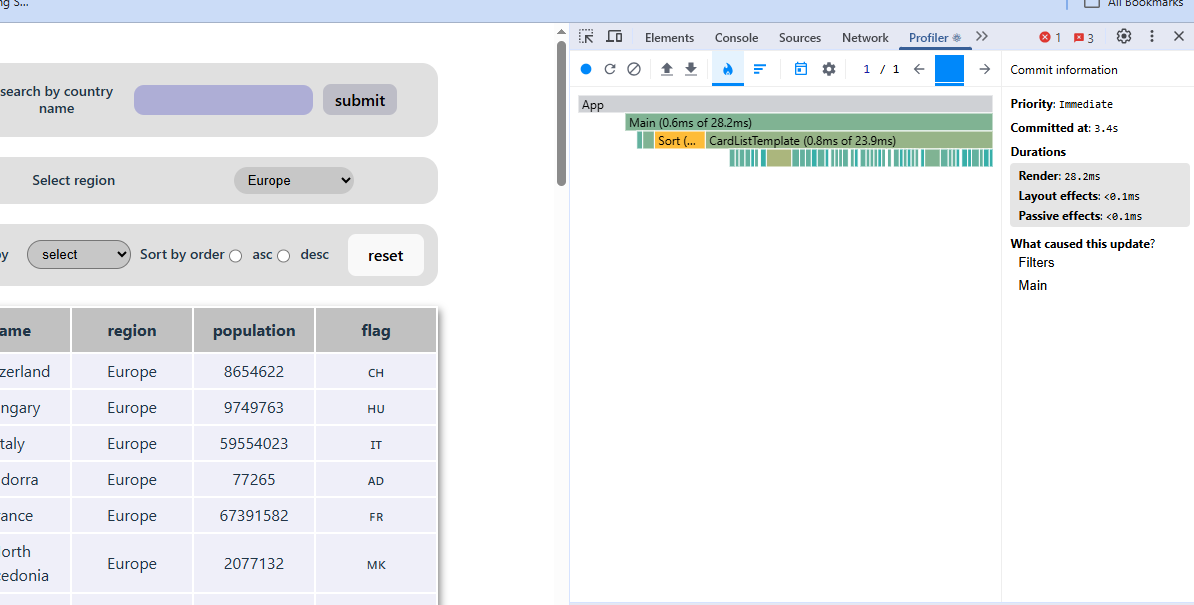 ng S...
All Bookmarks
Elements
Console
Sources
Network
Profiler
1
3
1 / 1
Commit information
App
Main (0.6ms of 28.2ms)
Sort (...
CardListTemplate (0.8ms of 23.9ms)
Priority: Immediate
Committed at: 3.4s
Durations
Render: 28.2ms
Layout effects: <0.1ms
Passive effects: <0.1ms
What caused this update?
Filters
Main
search by country
name
submit
Select region
Europe
y
select
Sort by order
asc
desc
reset
ame
region
population
flag
zerland
Europe
8654622
CH
ngary
Europe
9749763
HU
taly
Europe
59554023
IT
dorra
Europe
77265
AD
ance
Europe
67391582
FR
orth
cedonia
Europe
2077132
MK